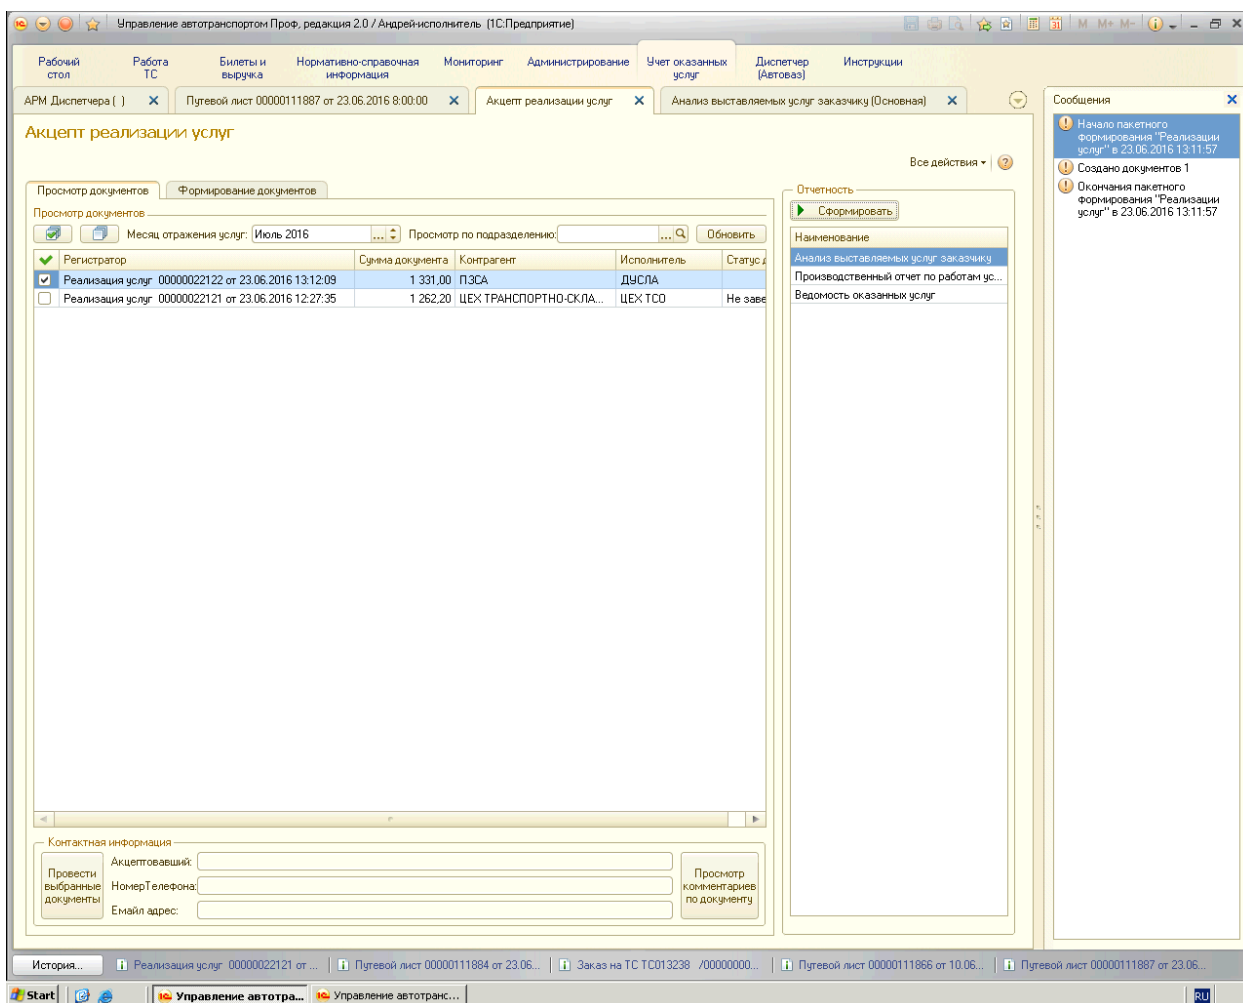 Управление автотранспортом Проф, редакция 2.0 / Андрей-исполнитель (1С:Предприятие)
M M+ M-
Рабочий стол
Работа ТС
Билеты и выручка
Нормативно-справочная информация
Мониторинг
Администрирование
Учет оказанных услуг
Диспетчер (Автоваз)
Инструкции
АРМ Диспетчера ( )
Путевой лист 00000111887 от 23.06.2016 8:00:00
Акцепт реализации услуг
Анализ выставляемых услуг заказчику (Основная)
Акцепт реализации услуг
Все действия
Просмотр документов
Формирование документов
Просмотр документов
Месяц отражения услуг: Июль 2016
Просмотр по подразделению:
Обновить
Регистратор Сумма документа Контрагент Исполнитель Статус д
Реализация услуг 00000022122 от 23.06.2016 13:12:09 1 331,00 ПЗСА ДУСЛА
Реализация услуг 00000022121 от 23.06.2016 12:27:35 1 262,20 ЦЕХ ТРАНСПОРТНО-СКЛА... ЦЕХ ТСО Не заве
Контактная информация
Провести выбранные документы
Акцептовавший:
НомерТелефона:
Емайл адрес:
Просмотр комментариев по документу
Отчетность
Сформировать
Наименование
Анализ выставляемых услуг заказчику
Производственный отчет по работам ус...
Ведомость оказанных услуг
Сообщения
Начало пакетного
формирования "Реализации
услуг" в 23.06.2016 13:11:57
Создано документов 1
Окончания пакетного
формирования "Реализации
услуг" в 23.06.2016 13:11:57
История...
Реализация услуг 00000022121 от ...
Путевой лист 00000111884 от 23.06...
Заказ на ТС ТС013238 /00000000...
Путевой лист 00000111866 от 10.06...
Путевой лист 00000111887 от 23.06...
Start
Управление автотра...
Управление автотранс...
RU